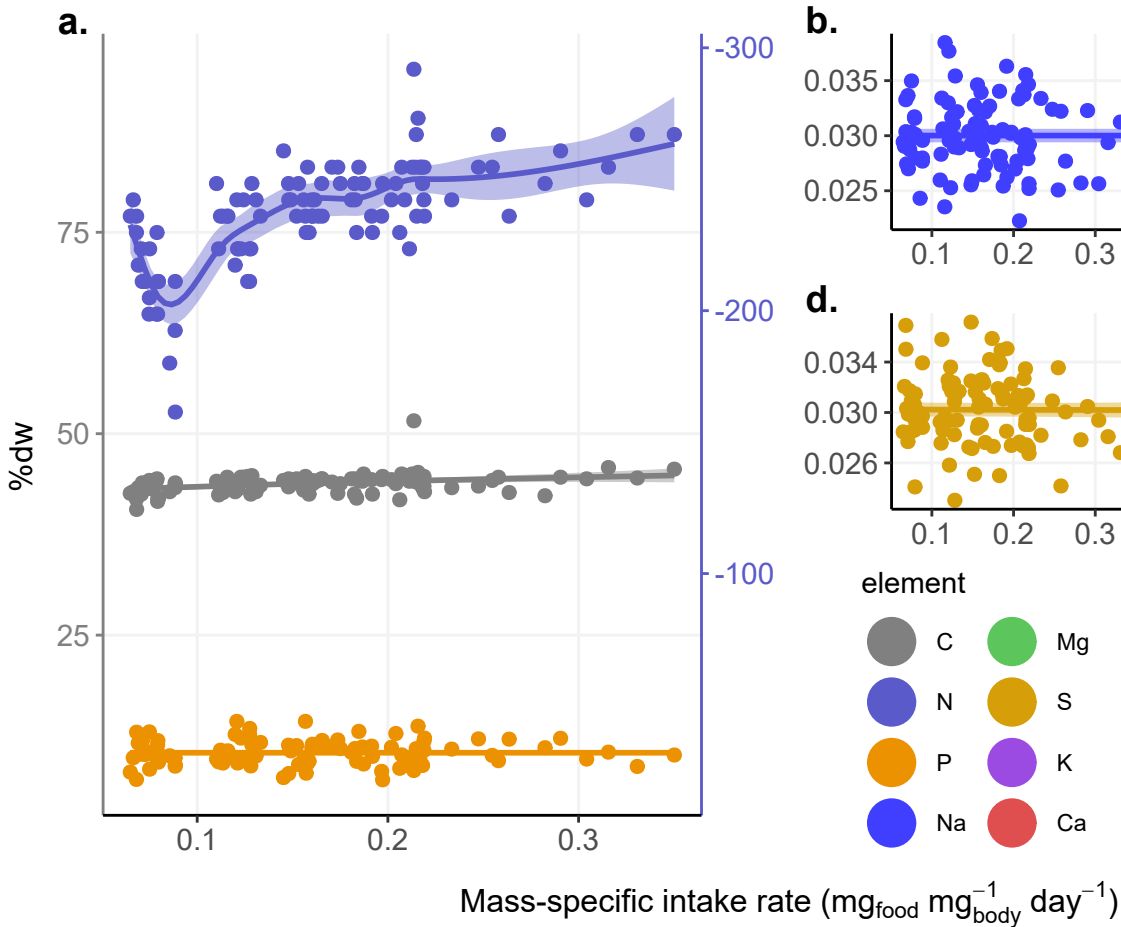 a.
%dw
75
50
25
-300
-200
-100
0.1 0.2 0.3
b.
0.035
0.030
0.025
0.1 0.2 0.3
d.
0.034
0.030
0.026
0.1 0.2 0.3
element
C Mg
N S
P K
Na Ca
Mass-specific intake rate (mg_food mg_body^−1 day^−1)